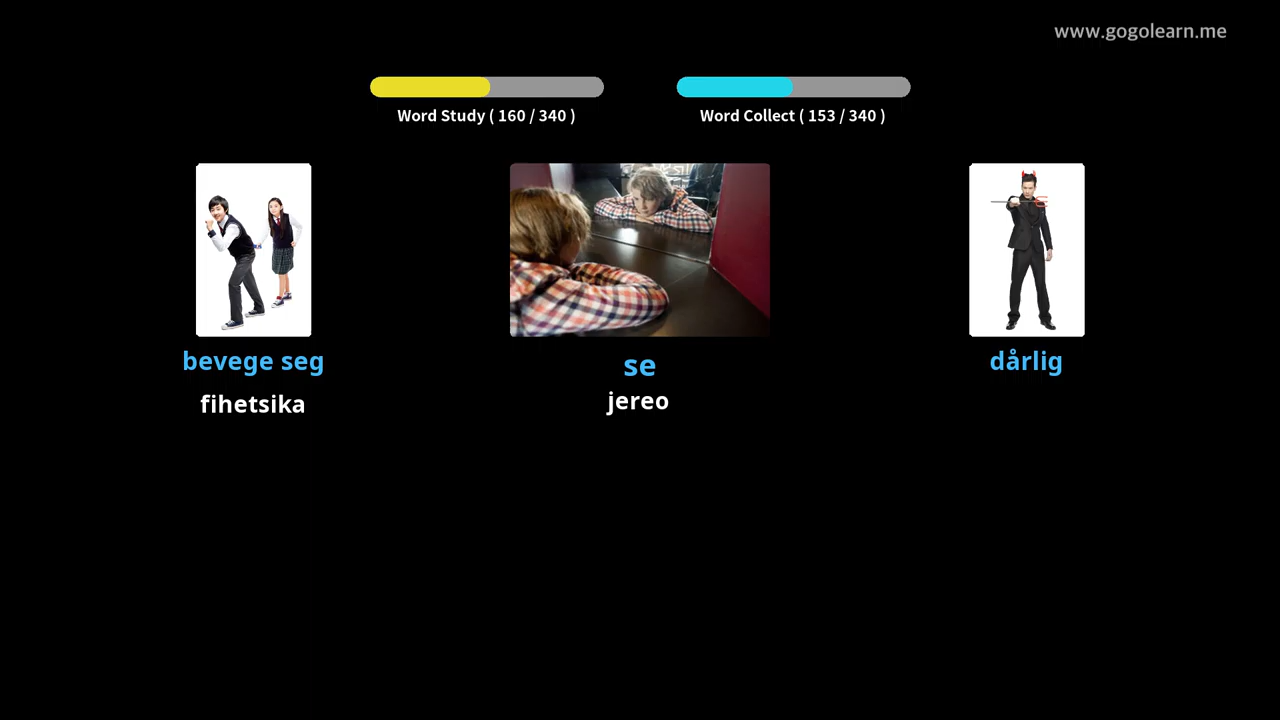 www.gogolearn.me
Word Study ( 160 / 340 )
Word Collect ( 153 / 340 )
bevege seg
fihetsika
se
jereo
dårlig